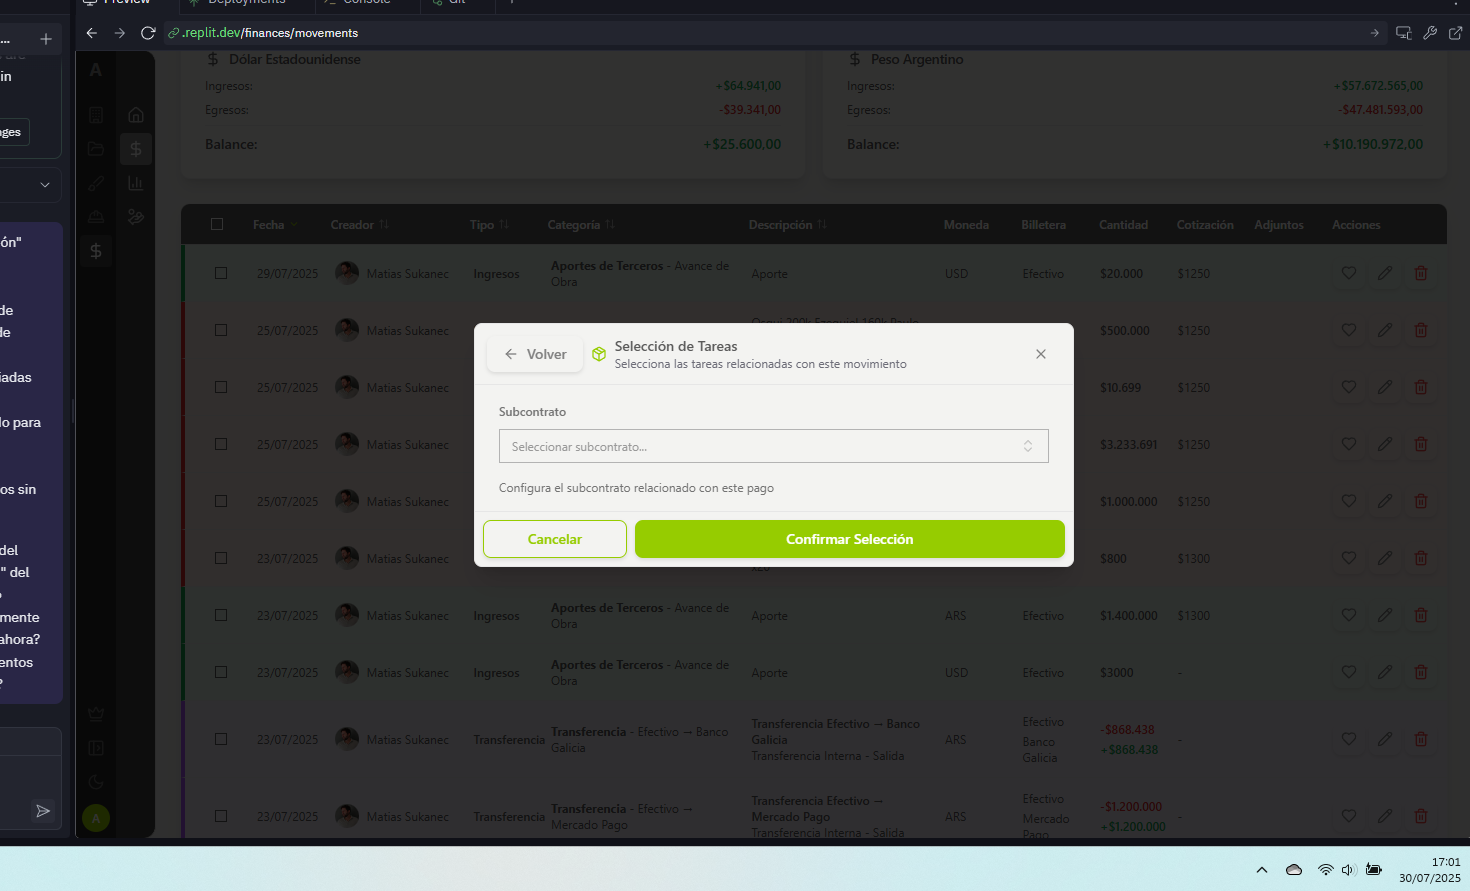 Preview
Deployments
Console
Git
.replit.dev/finances/movements
...
in
nges
ón"
de
de
iadas
lo para
os sin
del
" del
o
mente
ahora?
entos
?
A
A
Dólar Estadounidense
Ingresos: +$64.941,00
Egresos: -$39.341,00
Balance: +$25.600,00
Peso Argentino
Ingresos: +$57.672.565,00
Egresos: -$47.481.593,00
Balance: +$10.190.972,00
Fecha Creador Tipo Categoría Descripción Moneda Billetera Cantidad Cotización Adjuntos Acciones
29/07/2025 Matias Sukanec Ingresos Aportes de Terceros - Avance de Obra Aporte USD Efectivo $20.000 $1250
25/07/2025 Matias Sukanec $500.000 $1250
25/07/2025 Matias Sukanec $10.699 $1250
25/07/2025 Matias Sukanec $3.233.691 $1250
25/07/2025 Matias Sukanec $1.000.000 $1250
23/07/2025 Matias Sukanec $800 $1300
23/07/2025 Matias Sukanec Ingresos Aportes de Terceros - Avance de Obra Aporte ARS Efectivo $1.400.000 $1300
23/07/2025 Matias Sukanec Ingresos Aportes de Terceros - Avance de Obra Aporte USD Efectivo $3000 -
23/07/2025 Matias Sukanec Transferencia Transferencia - Efectivo → Banco Galicia Transferencia Efectivo → Banco Galicia Transferencia Interna - Salida ARS Efectivo Banco Galicia -$868.438 +$868.438 -
23/07/2025 Matias Sukanec Transferencia Transferencia - Efectivo → Mercado Pago Transferencia Efectivo → Mercado Pago Transferencia Interna - Salida ARS Efectivo Mercado Pago -$1.200.000 +$1.200.000 -
Volver
Selección de Tareas
Selecciona las tareas relacionadas con este movimiento
Subcontrato
Seleccionar subcontrato...
Configura el subcontrato relacionado con este pago
Cancelar
Confirmar Selección
17:01
30/07/2025